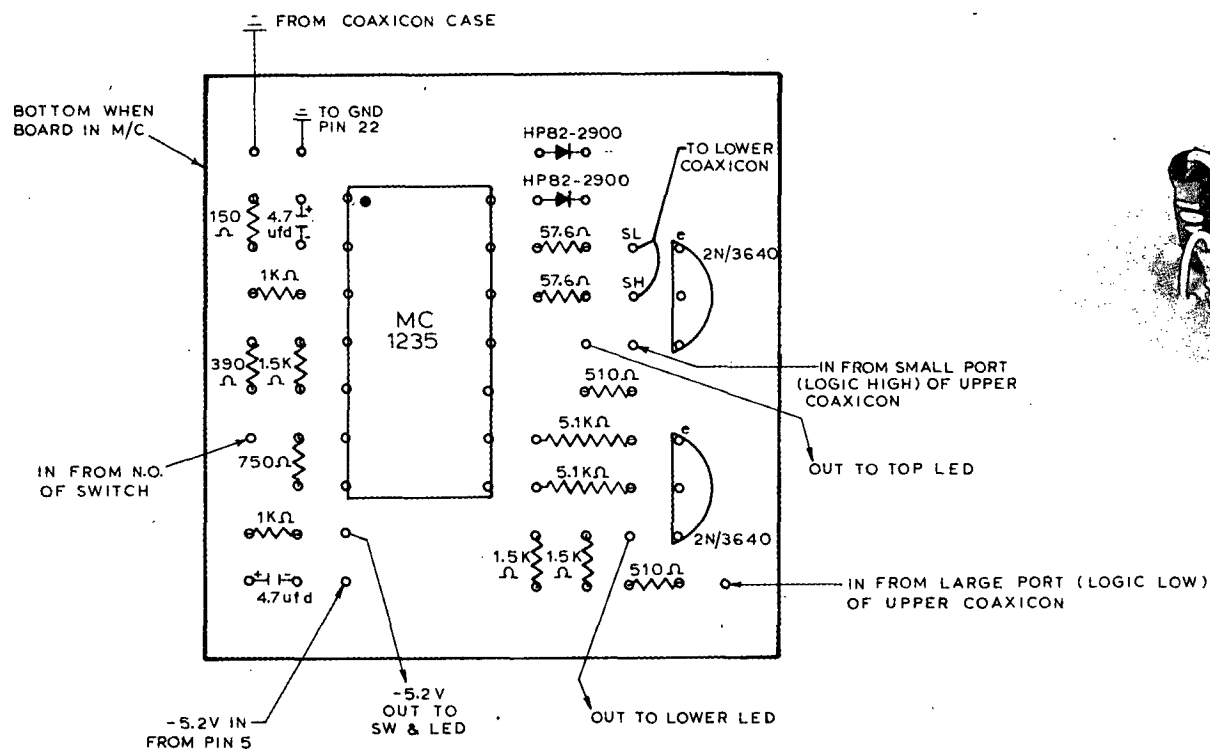 FROM COAXICON CASE
BOTTOM WHEN
BOARD IN M/C
TO GND
PIN 22
HP82-2900
HP82-2900
TO LOWER
COAXICON
150
Ω
4.7
ufd
+
-
57.6Ω
SL
e
2N/3640
1KΩ
57.6Ω
SH
MC
1235
390
Ω
1.5K
Ω
IN FROM SMALL PORT
(LOGIC HIGH) OF UPPER
COAXICON
510Ω
5.1KΩ
e
IN FROM N.O.
OF SWITCH
750Ω
5.1KΩ
OUT TO TOP LED
1KΩ
2N/3640
1.5K
Ω
1.5K
Ω
510Ω
+ -
4.7ufd
IN FROM LARGE PORT (LOGIC LOW)
OF UPPER COAXICON
-5.2V
OUT TO
SW & LED
OUT TO LOWER LED
-5.2V IN
FROM PIN 5